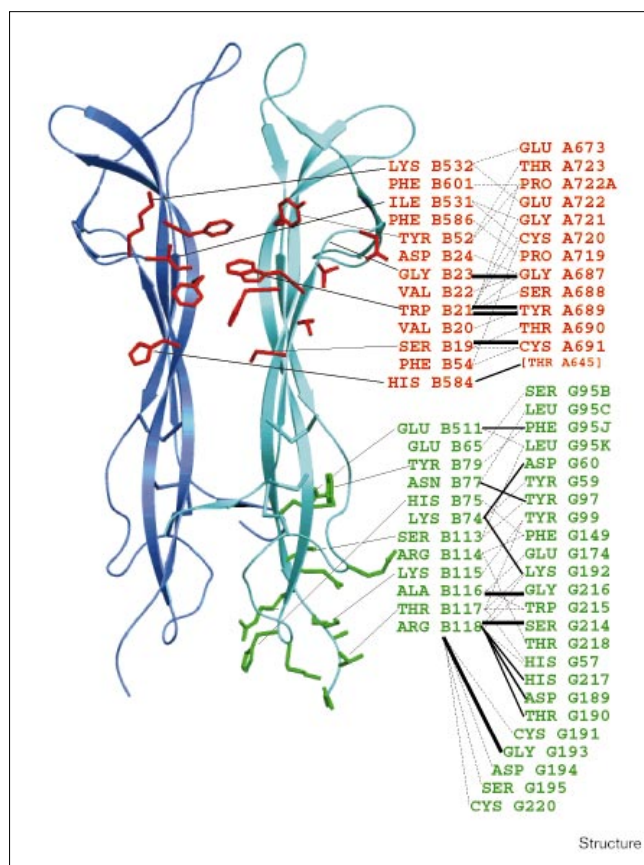 GLU A673
LYS B532 THR A723
PHE B601 PRO A722A
ILE B531 GLU A722
PHE B586 GLY A721
TYR B52 CYS A720
ASP B24 PRO A719
GLY B23 GLY A687
VAL B22 SER A688
TRP B21 TYR A689
VAL B20 THR A690
SER B19 CYS A691
PHE B54 [THR A645]
HIS B584
SER G95B
LEU G95C
GLU B511 PHE G95J
GLU B65 LEU G95K
TYR B79 ASP G60
ASN B77 TYR G59
HIS B75 TYR G97
LYS B74 TYR G99
SER B113 PHE G149
ARG B114 GLU G174
LYS B115 LYS G192
ALA B116 GLY G216
THR B117 TRP G215
ARG B118 SER G214
THR G218
HIS G57
HIS G217
ASP G189
THR G190
CYS G191
GLY G193
ASP G194
SER G195
CYS G220
Structure